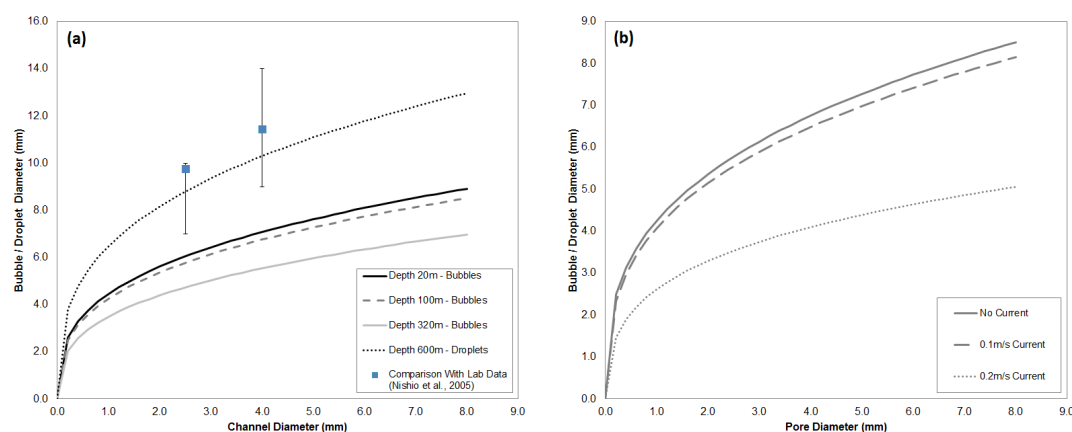 (a)
16.0
14.0
12.0
10.0
8.0
6.0
4.0
2.0
0.0
Bubble / Droplet Diameter (mm)
0.0 1.0 2.0 3.0 4.0 5.0 6.0 7.0 8.0 9.0
Channel Diameter (mm)
Depth 20m - Bubbles
Depth 100m - Bubbles
Depth 320m - Bubbles
Depth 600m - Droplets
Comparison With Lab Data
(Nishio et al., 2005)
(b)
9.0
8.0
7.0
6.0
5.0
4.0
3.0
2.0
1.0
0.0
Bubble / Droplet Diameter (mm)
0.0 1.0 2.0 3.0 4.0 5.0 6.0 7.0 8.0 9.0
Pore Diameter (mm)
No Current
0.1m/s Current
0.2m/s Current